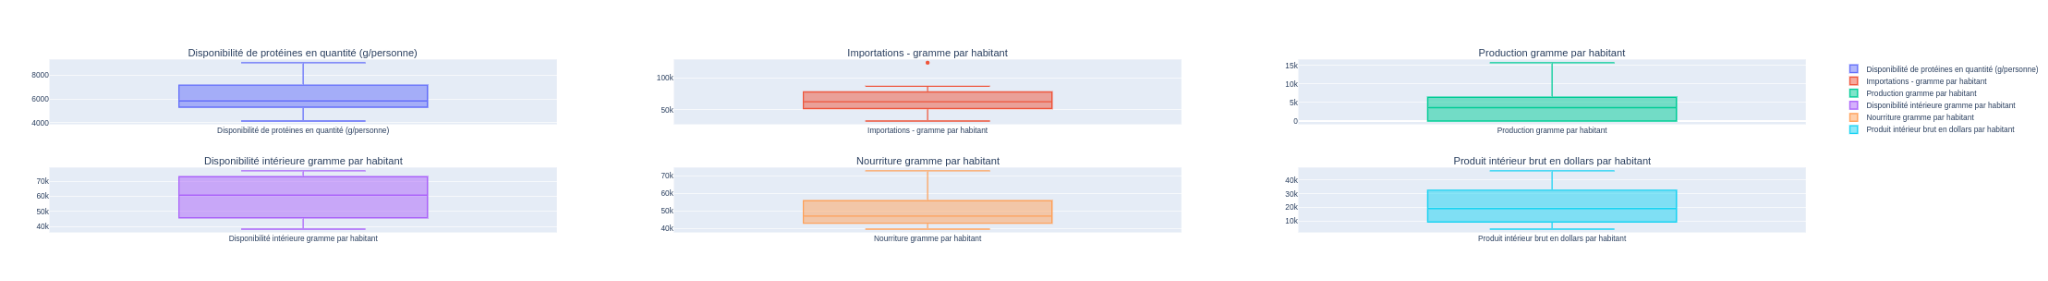 Disponibilité de protéines en quantité (g/personne)
8000
6000
4000
Disponibilité de protéines en quantité (g/personne)
Importations - gramme par habitant
100k
50k
Importations - gramme par habitant
Production gramme par habitant
15k
10k
5k
0
Production gramme par habitant
Disponibilité de protéines en quantité (g/personne)
Importations - gramme par habitant
Production gramme par habitant
Disponibilité intérieure gramme par habitant
Nourriture gramme par habitant
Produit intérieur brut en dollars par habitant
Disponibilité intérieure gramme par habitant
70k
60k
50k
40k
Disponibilité intérieure gramme par habitant
Nourriture gramme par habitant
70k
60k
50k
40k
Nourriture gramme par habitant
Produit intérieur brut en dollars par habitant
40k
30k
20k
10k
Produit intérieur brut en dollars par habitant